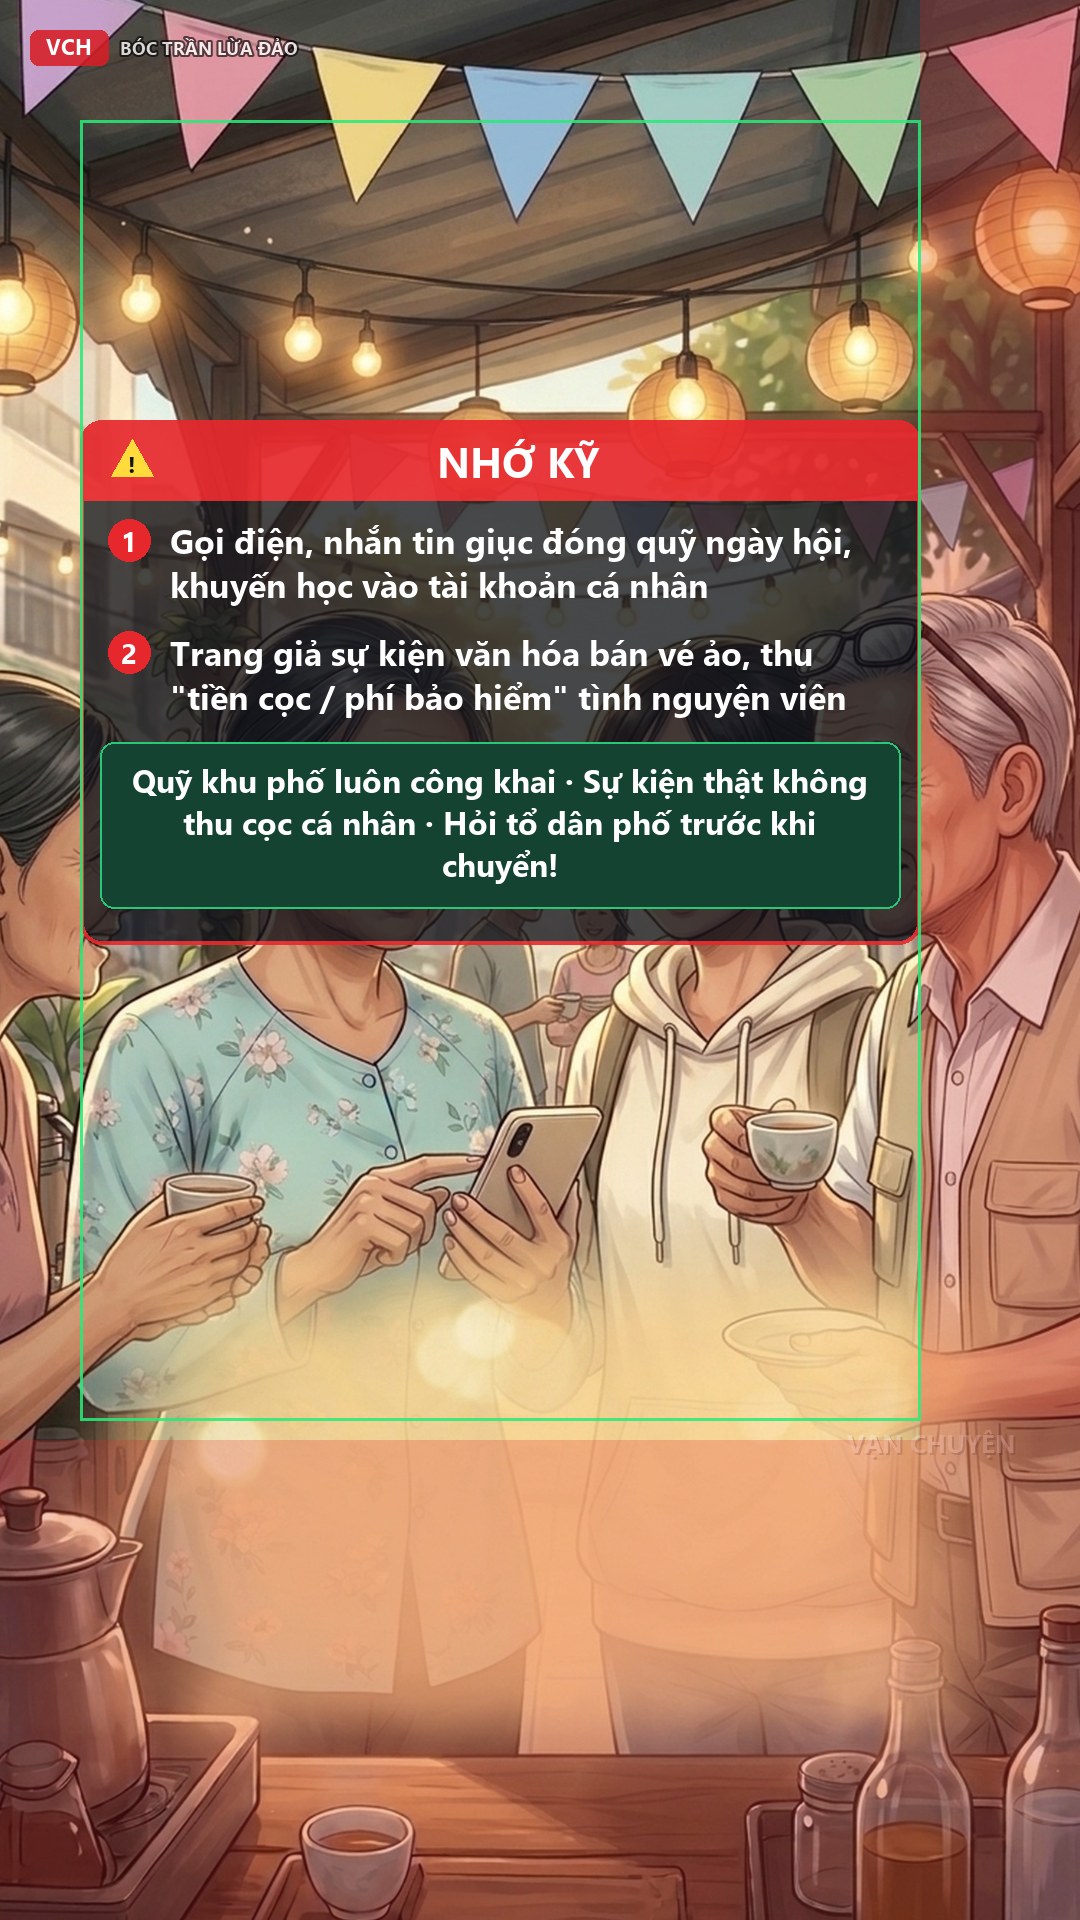 VCH BÓC TRẦN LỪA ĐẢO
! NHỚ KỸ
1 Gọi điện, nhắn tin giục đóng quỹ ngày hội,
khuyến học vào tài khoản cá nhân
2 Trang giả sự kiện văn hóa bán vé ảo, thu
"tiền cọc / phí bảo hiểm" tình nguyện viên
Quỹ khu phố luôn công khai · Sự kiện thật không
thu cọc cá nhân · Hỏi tổ dân phố trước khi
chuyển!
VẠN CHUYỆN